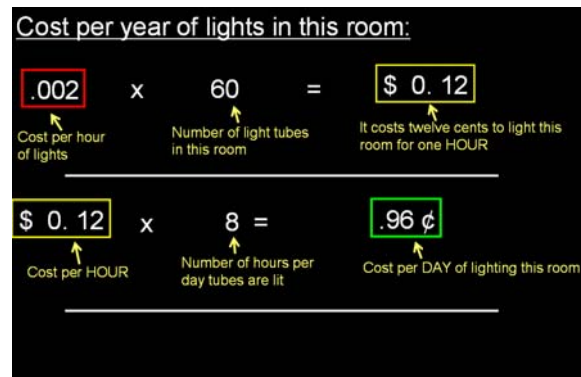 Cost per year of lights in this room:
.002 x 60 = $ 0. 12
Cost per hour
of lights
Number of light tubes
in this room
It costs twelve cents to light this
room for one HOUR
$ 0. 12 x 8 = .96 ¢
Cost per HOUR
Number of hours per
day tubes are lit
Cost per DAY of lighting this room